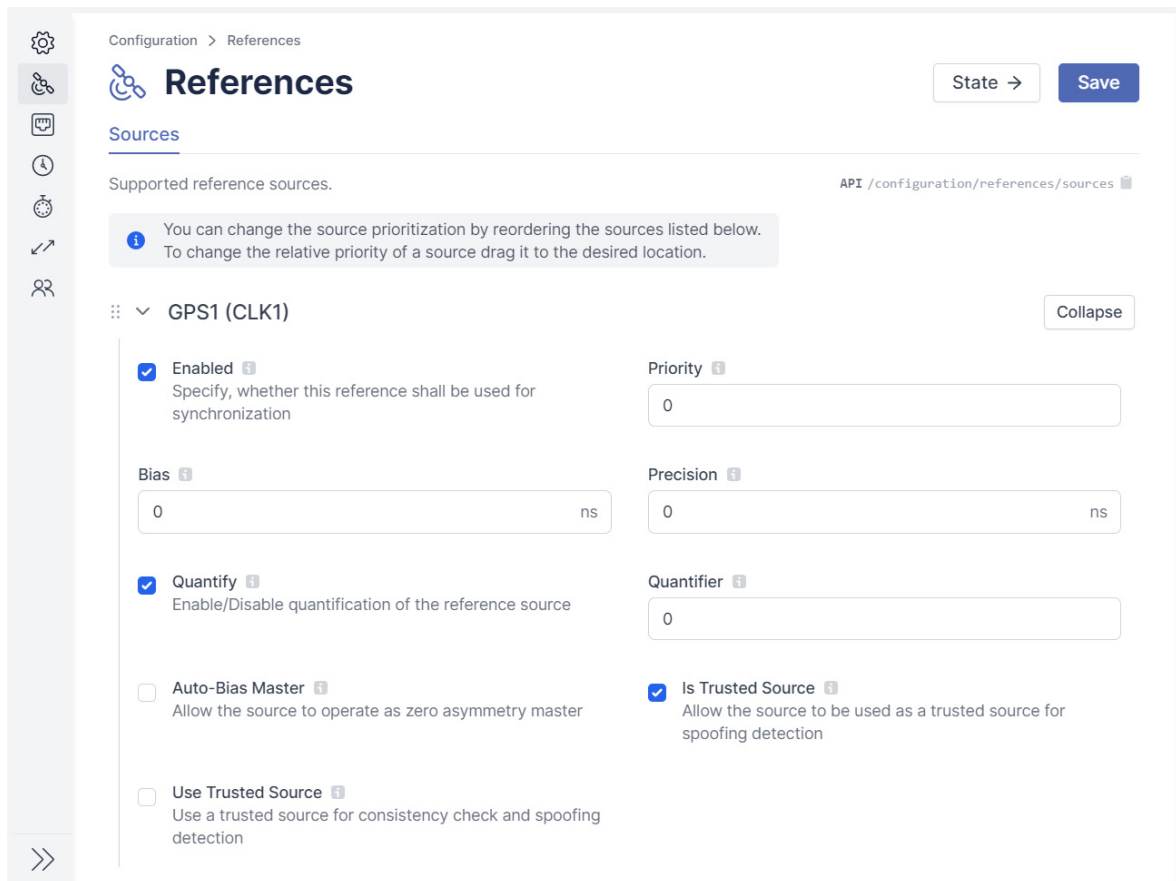 Configuration > References
References
State →
Save
Sources
Supported reference sources.
API /configuration/references/sources
You can change the source prioritization by reordering the sources listed below.
To change the relative priority of a source drag it to the desired location.
GPS1 (CLK1)
Collapse
Enabled
Specify, whether this reference shall be used for
synchronization
Priority
0
Bias
0 ns
Precision
0 ns
Quantify
Enable/Disable quantification of the reference source
Quantifier
0
Auto-Bias Master
Allow the source to operate as zero asymmetry master
Is Trusted Source
Allow the source to be used as a trusted source for
spoofing detection
Use Trusted Source
Use a trusted source for consistency check and spoofing
detection